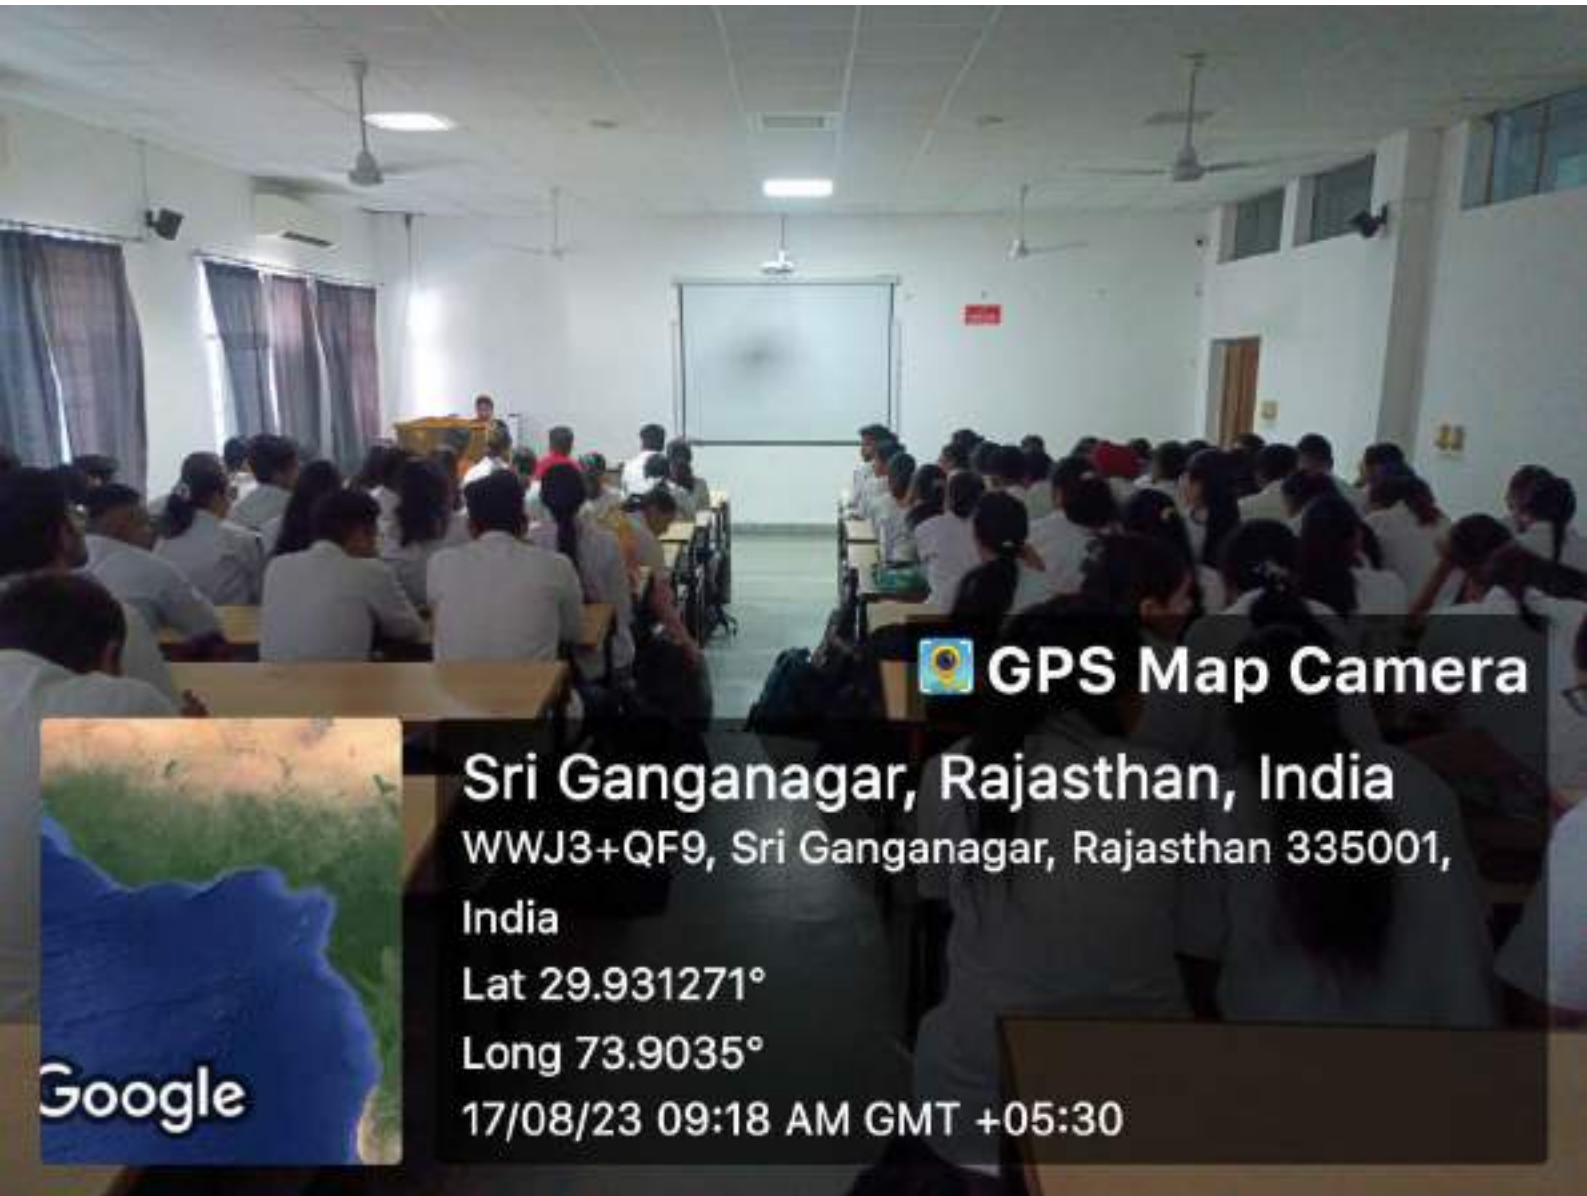 GPS Map Camera
Sri Ganganagar, Rajasthan, India
WWJ3+QF9, Sri Ganganagar, Rajasthan 335001,
India
Lat 29.931271°
Long 73.9035°
17/08/23 09:18 AM GMT +05:30
Google